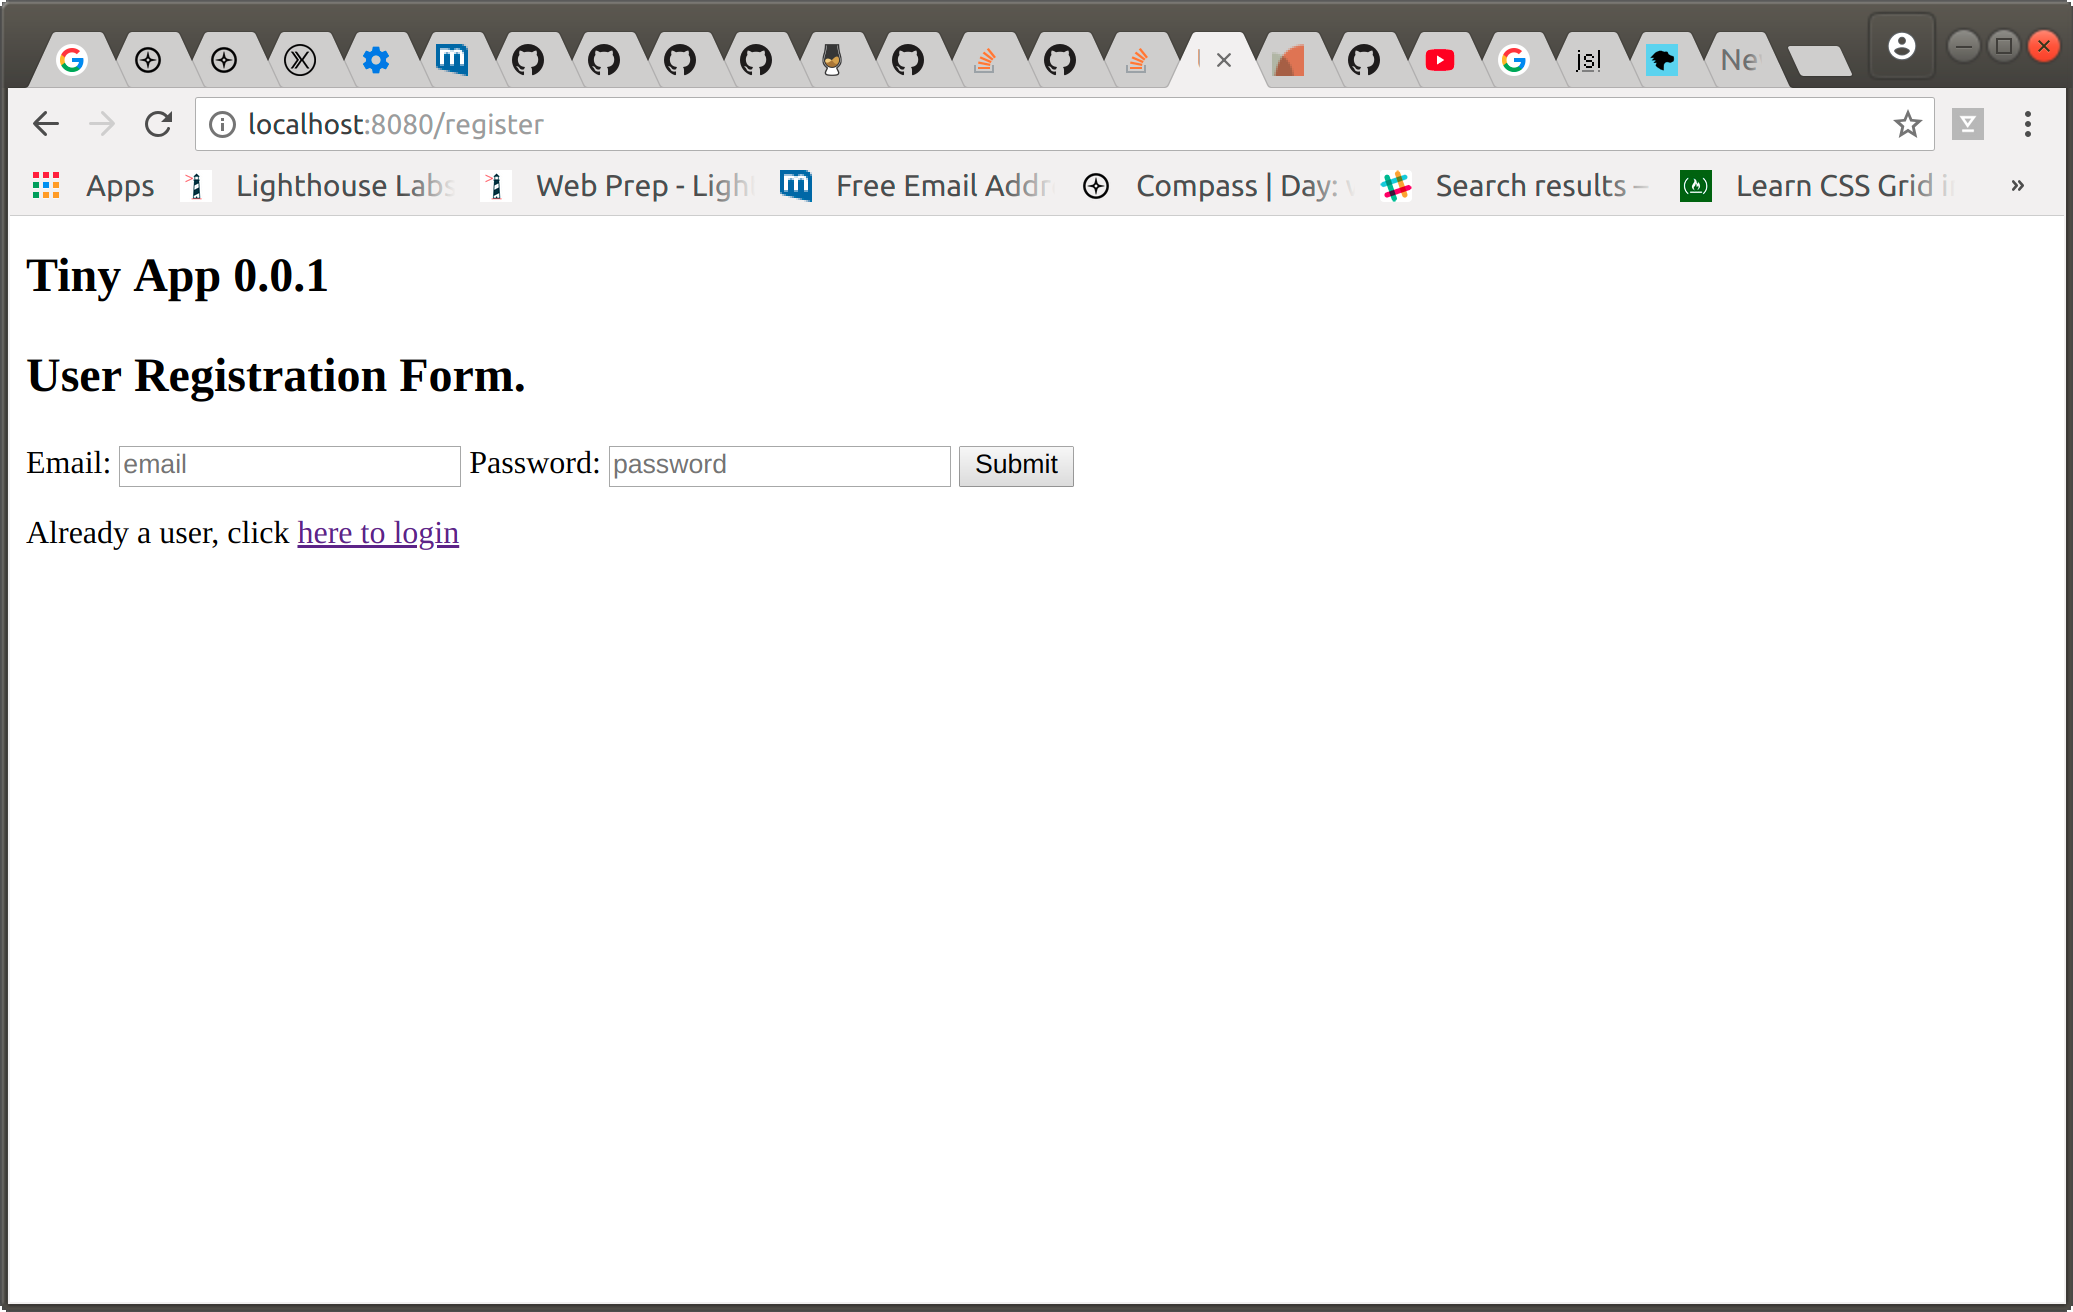 Ne
localhost:8080/register
Apps Lighthouse Labs Web Prep - Ligh Free Email Addr Compass | Day: Search results – Learn CSS Grid in »
Tiny App 0.0.1
User Registration Form.
Email: email Password: password Submit
Already a user, click here to login